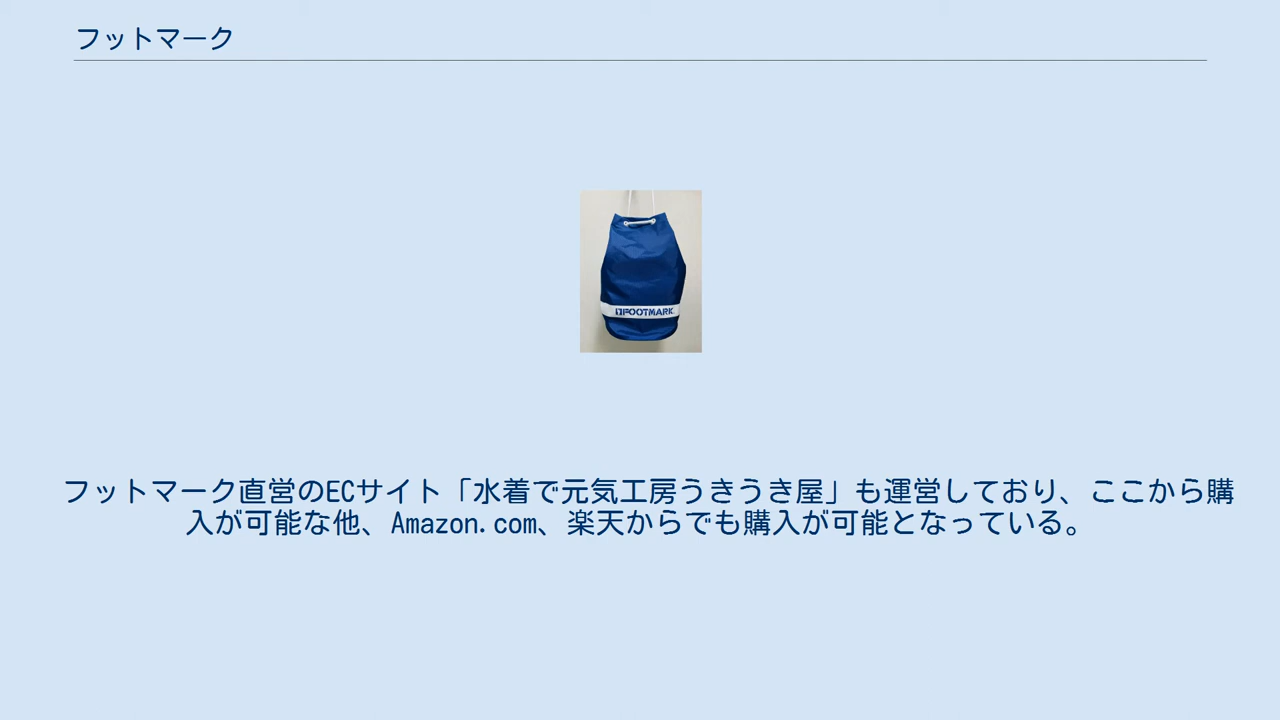 フットマーク
FOOTMARK
フットマーク直営のECサイト「水着で元気工房うきうき屋」も運営しており、ここから購
入が可能な他、Amazon.com、楽天からでも購入が可能となっている。